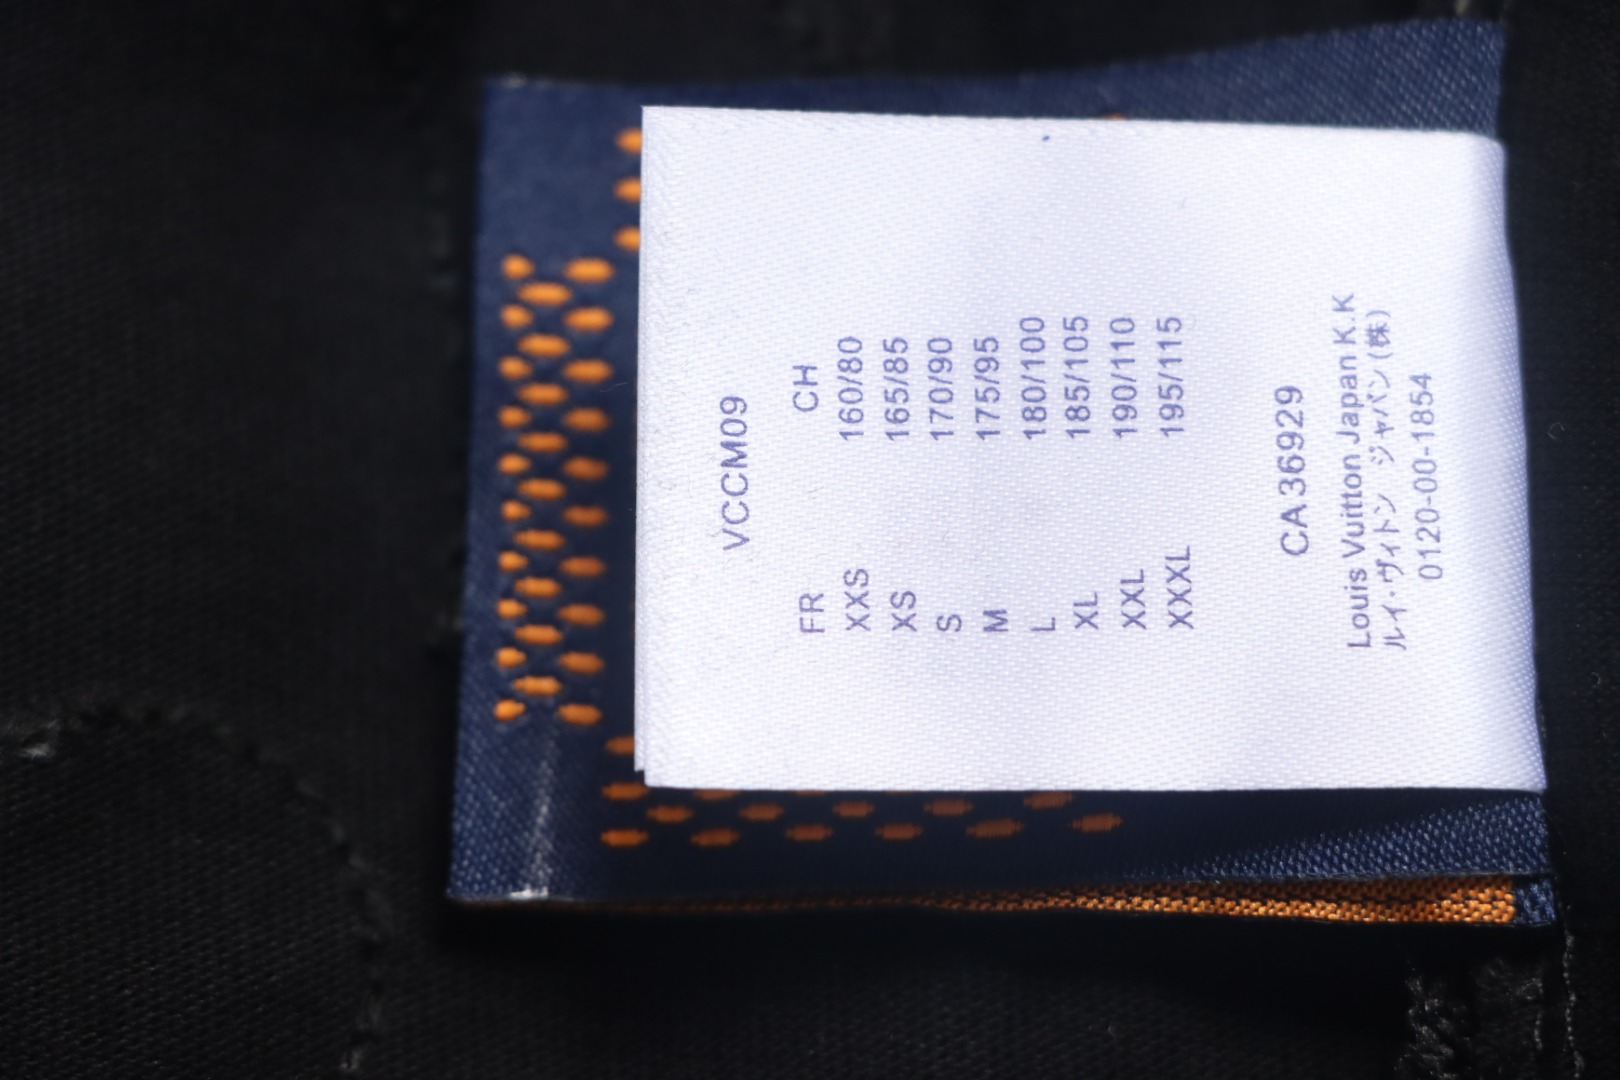 VCCM09
FR CH
XXS 160/80
XS 165/85
S 170/90
M 175/95
L 180/100
XL 185/105
XXL 190/110
XXXL 195/115
CA36929
Louis Vuitton Japan K.K
ルイ・ヴィトン ジャパン(株)
0120-00-1854